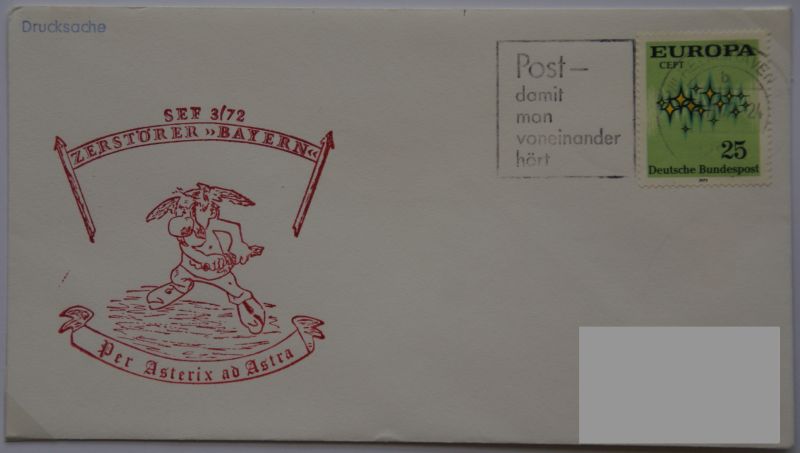 Drucksache
SEF 3/72
ZERSTÖRER »BAYERN«
Per Asterix ad Astra
Post–
damit
man
voneinander
hört
EUROPA
CEPT
25
Deutsche Bundespost
b
24